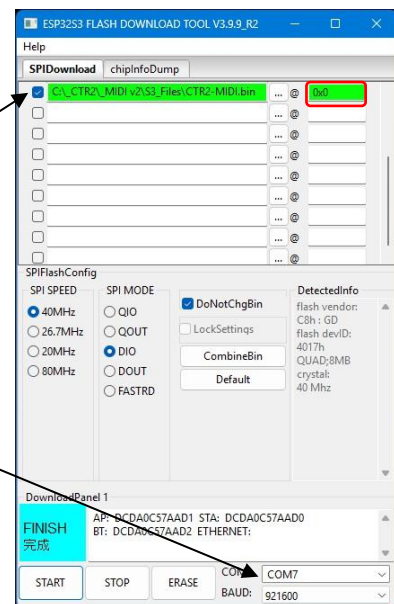 ESP32S3 FLASH DOWNLOAD TOOL V3.9.9_R2
Help
SPIDownload chipInfoDump
C:\_CTR2\_MIDI v2\S3_Files\CTR2-MIDI.bin ... @ 0x0
... @
... @
... @
... @
... @
... @
... @
... @
SPIFlashConfig
SPI SPEED SPI MODE DetectedInfo
40MHz QIO DoNotChgBin flash vendor:
C8h : GD
26.7MHz QOUT LockSettings flash devID:
4017h
20MHz DIO CombineBin QUAD;8MB
crystal:
80MHz DOUT Default 40 Mhz
FASTRD
DownloadPanel 1
FINISH
完成
AP: DCDA0C57AAD1 STA: DCDA0C57AAD0
BT: DCDA0C57AAD2 ETHERNET:
START STOP ERASE COM: COM7
BAUD: 921600